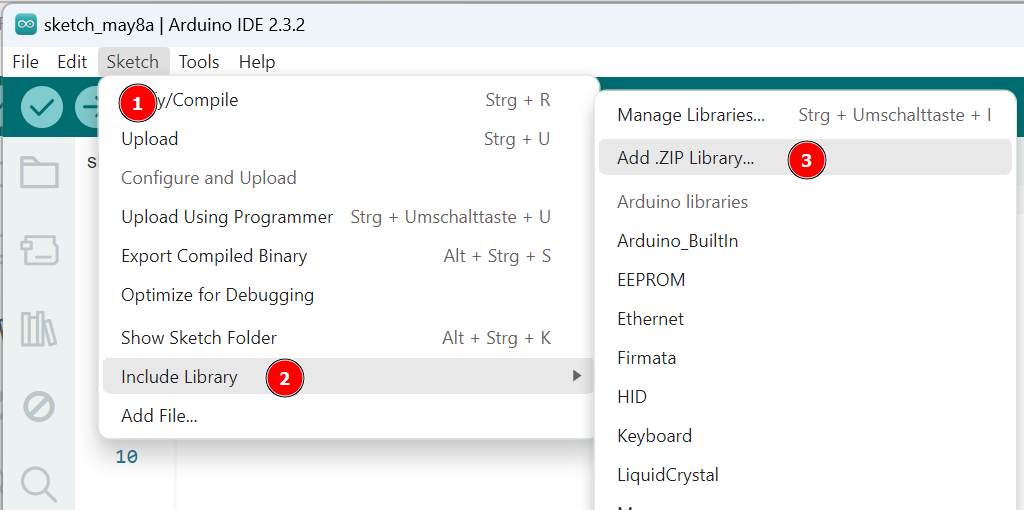 sketch_may8a | Arduino IDE 2.3.2
File Edit Sketch Tools Help
1 y/Compile Strg + R
Upload Strg + U
Configure and Upload
Upload Using Programmer Strg + Umschalttaste + U
Export Compiled Binary Alt + Strg + S
Optimize for Debugging
Show Sketch Folder Alt + Strg + K
Include Library 2
Add File...
10
Manage Libraries... Strg + Umschalttaste + I
Add .ZIP Library... 3
Arduino libraries
Arduino_BuiltIn
EEPROM
Ethernet
Firmata
HID
Keyboard
LiquidCrystal